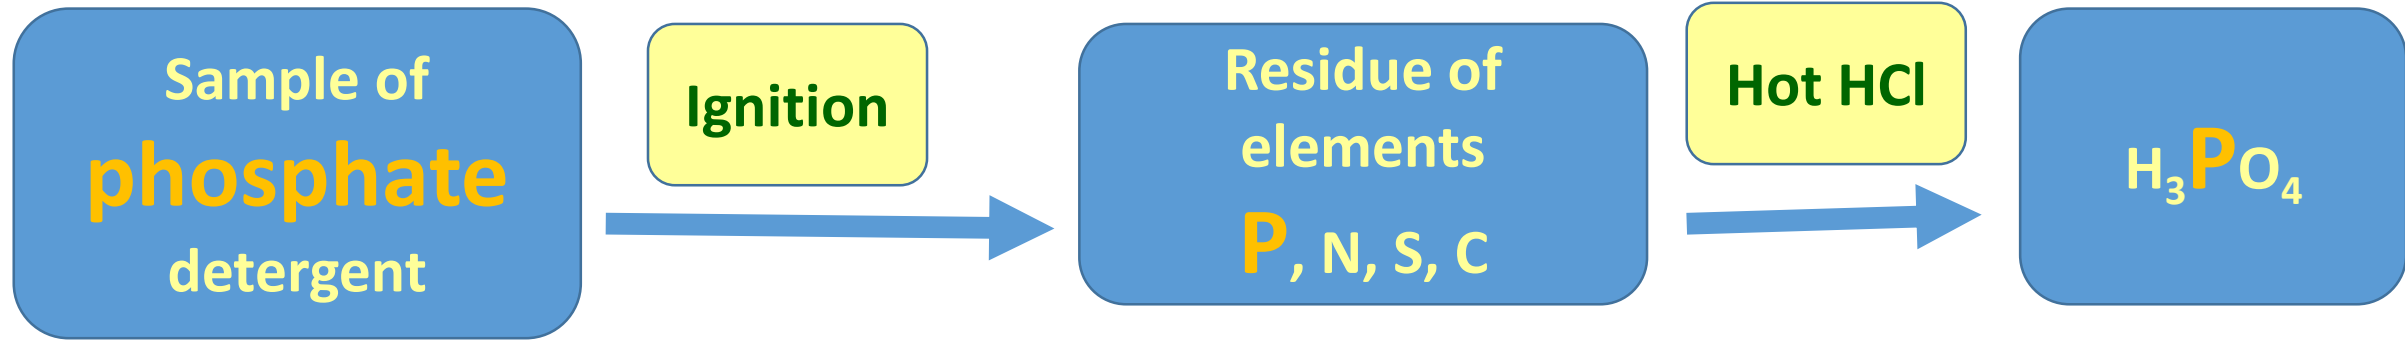 Sample of
phosphate
detergent
Ignition
Residue of
elements
P, N, S, C
Hot HCl
H₃PO₄